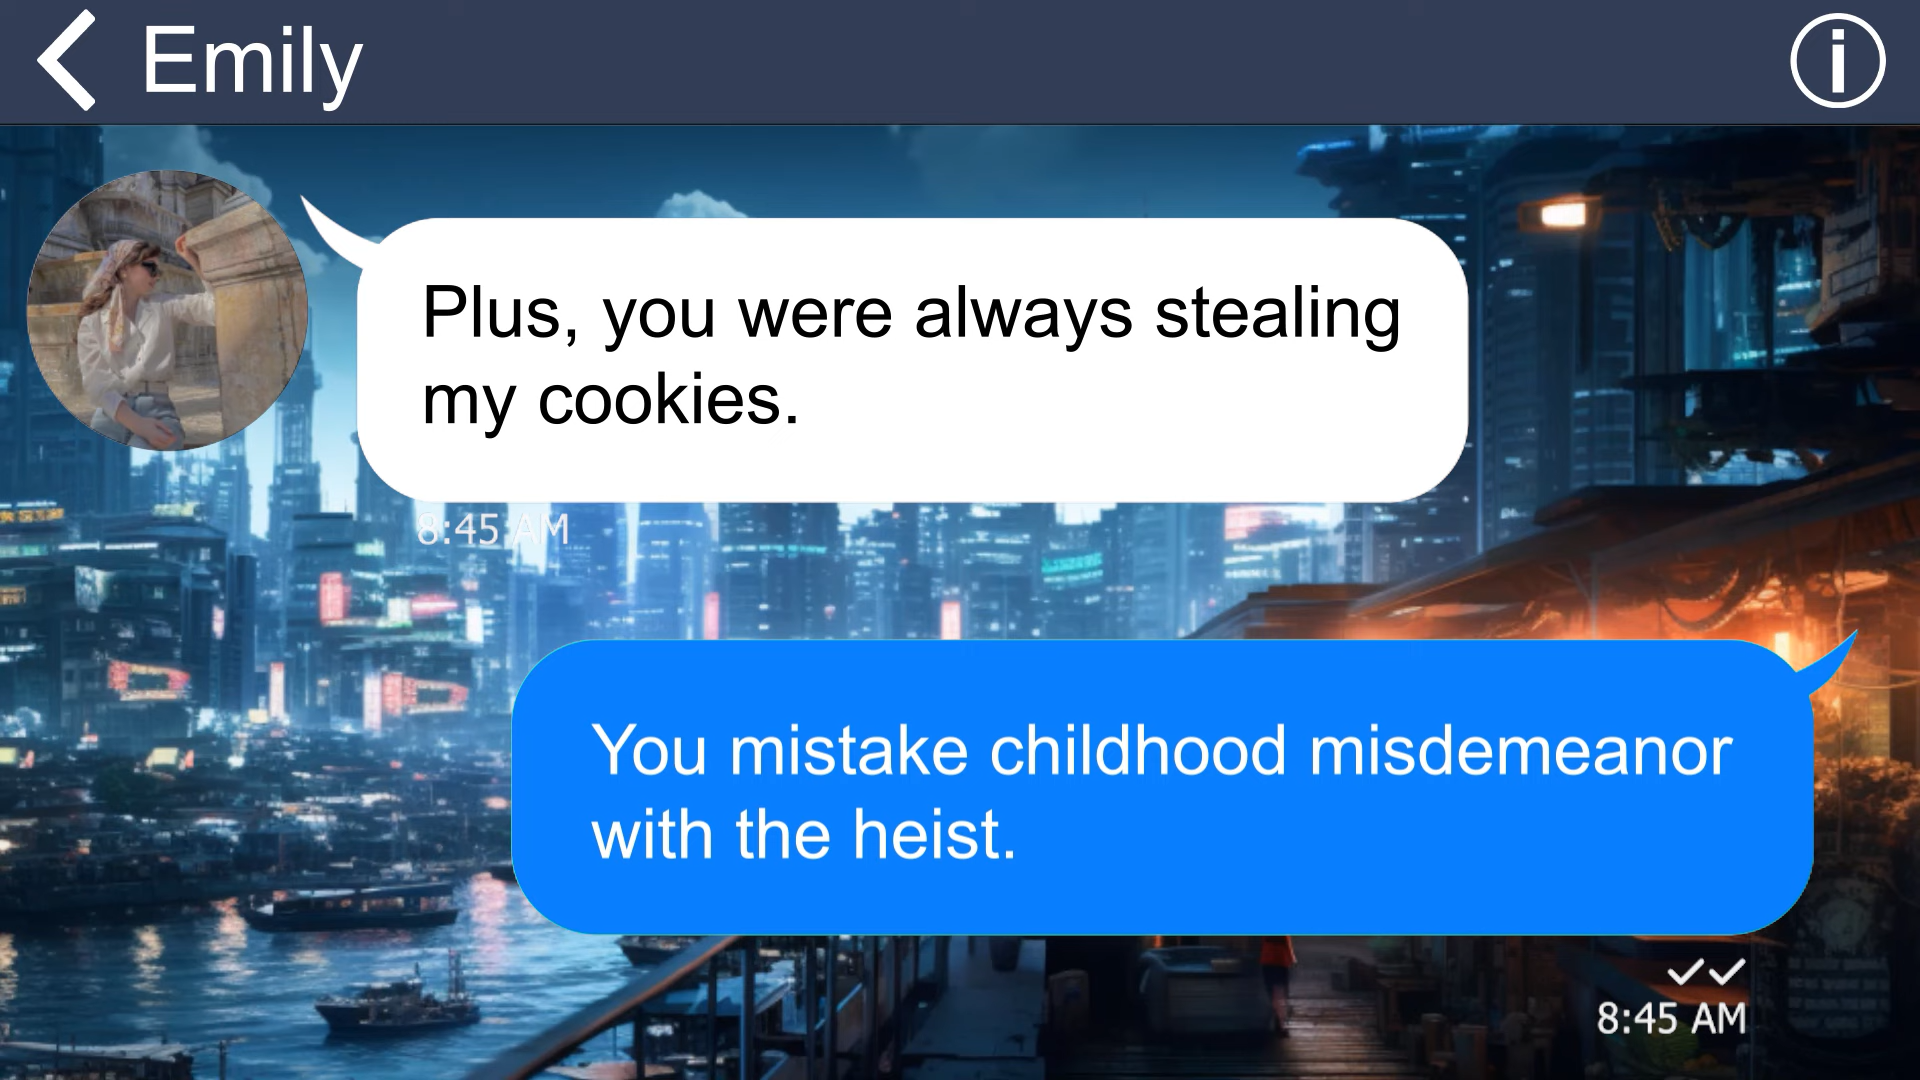 Emily
Plus, you were always stealing
my cookies.
8:45 AM
You mistake childhood misdemeanor
with the heist.
8:45 AM